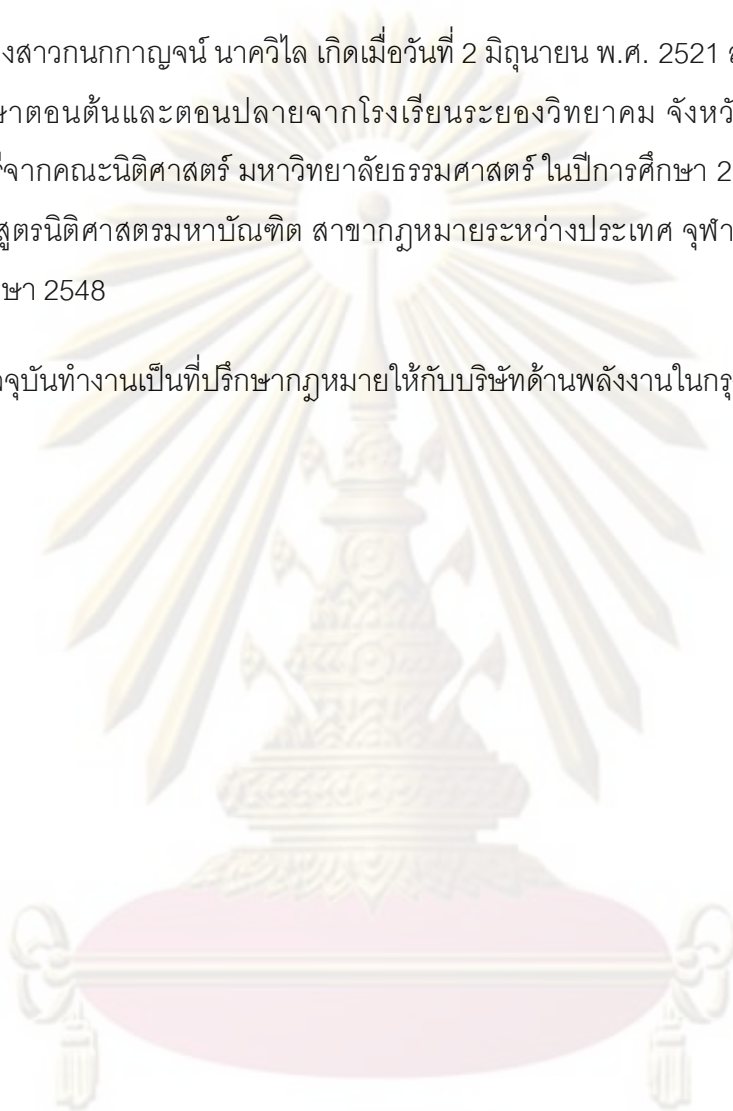 งสาวกนกกาญจน์ นาควิไล เกิดเมื่อวันที่ 2 มิถุนายน พ.ศ. 2521
ษาตอนต้นและตอนปลายจากโรงเรียนระยองวิทยาคม จังหวั
รีจากคณะนิติศาสตร์ มหาวิทยาลัยธรรมศาสตร์ ในปีการศึกษา 2
สูตรนิติศาสตรมหาบัณฑิต สาขากฎหมายระหว่างประเทศ จุฬา
ษา 2548
จจุบันทำงานเป็นที่ปรึกษากฎหมายให้กับบริษัทด้านพลังงานในกรุ